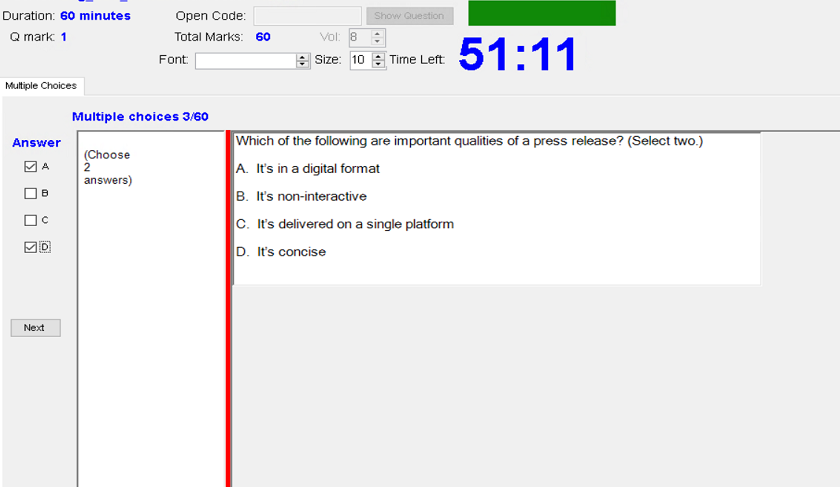 Duration: 60 minutes Open Code: Show Question
Q mark: 1 Total Marks: 60 Vol: 8
Font: Size: 10 Time Left: 51:11
Multiple Choices
Multiple choices 3/60
Answer
A
B
C
D
Next
(Choose
2
answers)
Which of the following are important qualities of a press release? (Select two.)
A. It's in a digital format
B. It's non-interactive
C. It's delivered on a single platform
D. It's concise